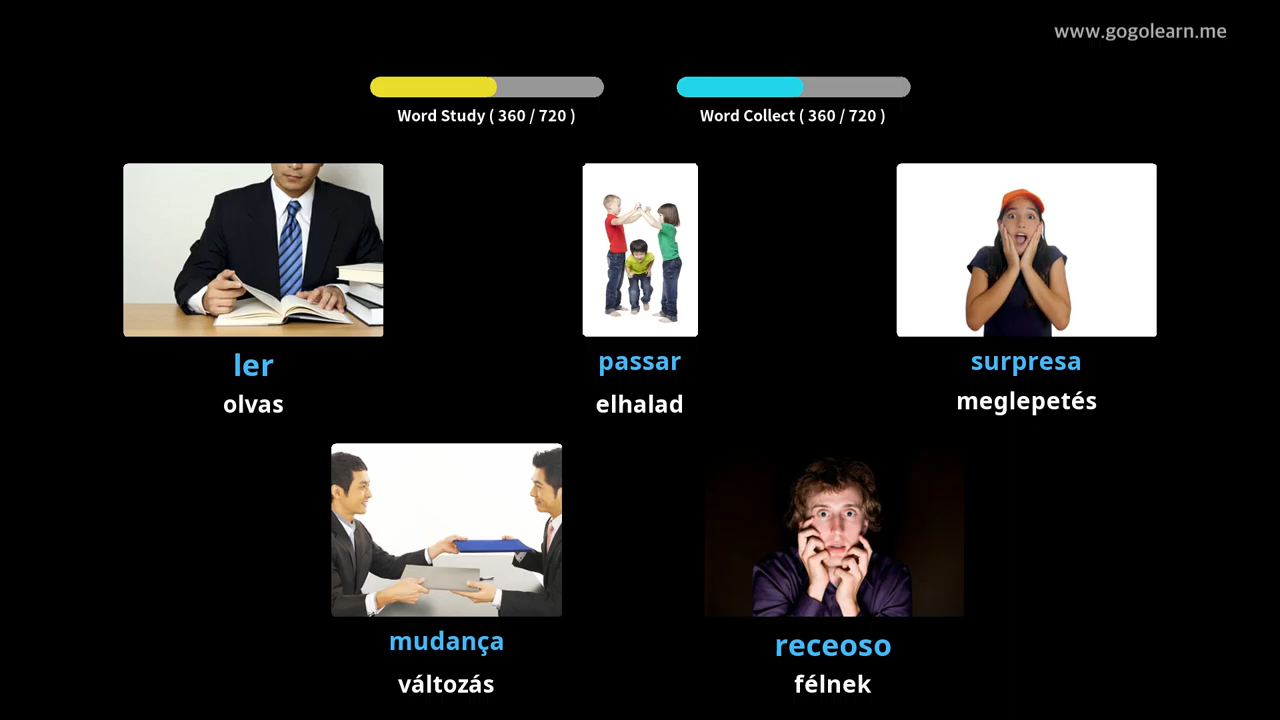 www.gogolearn.me
Word Study ( 360 / 720 )
Word Collect ( 360 / 720 )
ler
olvas
passar
elhalad
surpresa
meglepetés
mudança
változás
receoso
félnek